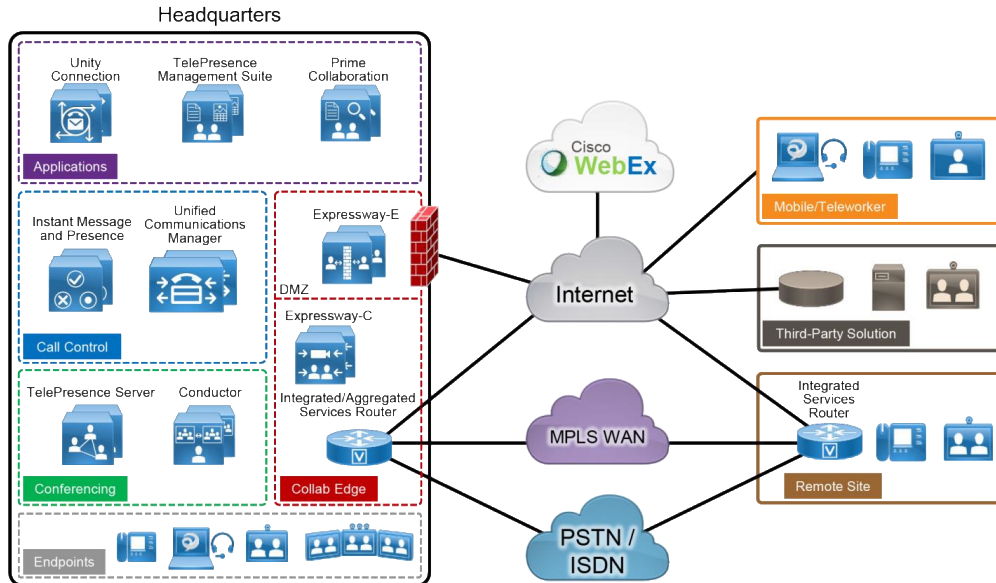 Headquarters
Unity
Connection
TelePresence
Management Suite
Prime
Collaboration
Applications
Instant Message
and Presence
Unified
Communications
Manager
Call Control
Expressway-E
DMZ
Expressway-C
Integrated/Aggregated
Services Router
V
Collab Edge
TelePresence Server
Conductor
Conferencing
Endpoints
Cisco
WebEx
Internet
MPLS WAN
PSTN /
ISDN
Mobile/Teleworker
Third-Party Solution
Integrated
Services
Router
V
Remote Site